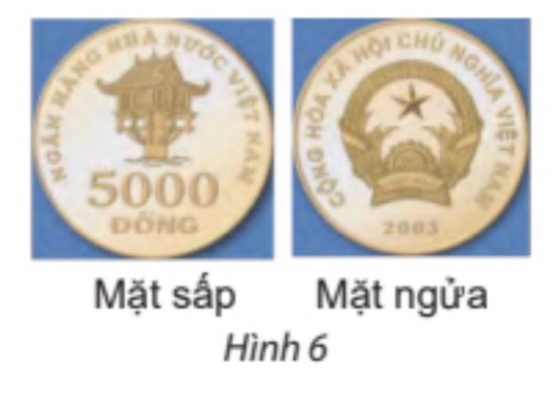 NGÂN HÀNG NHÀ NƯỚC VIỆT NAM
5000
ĐỒNG
CỘNG HÒA XÃ HỘI CHỦ NGHĨA VIỆT NAM
2003
Mặt sấp
Mặt ngửa
Hình 6